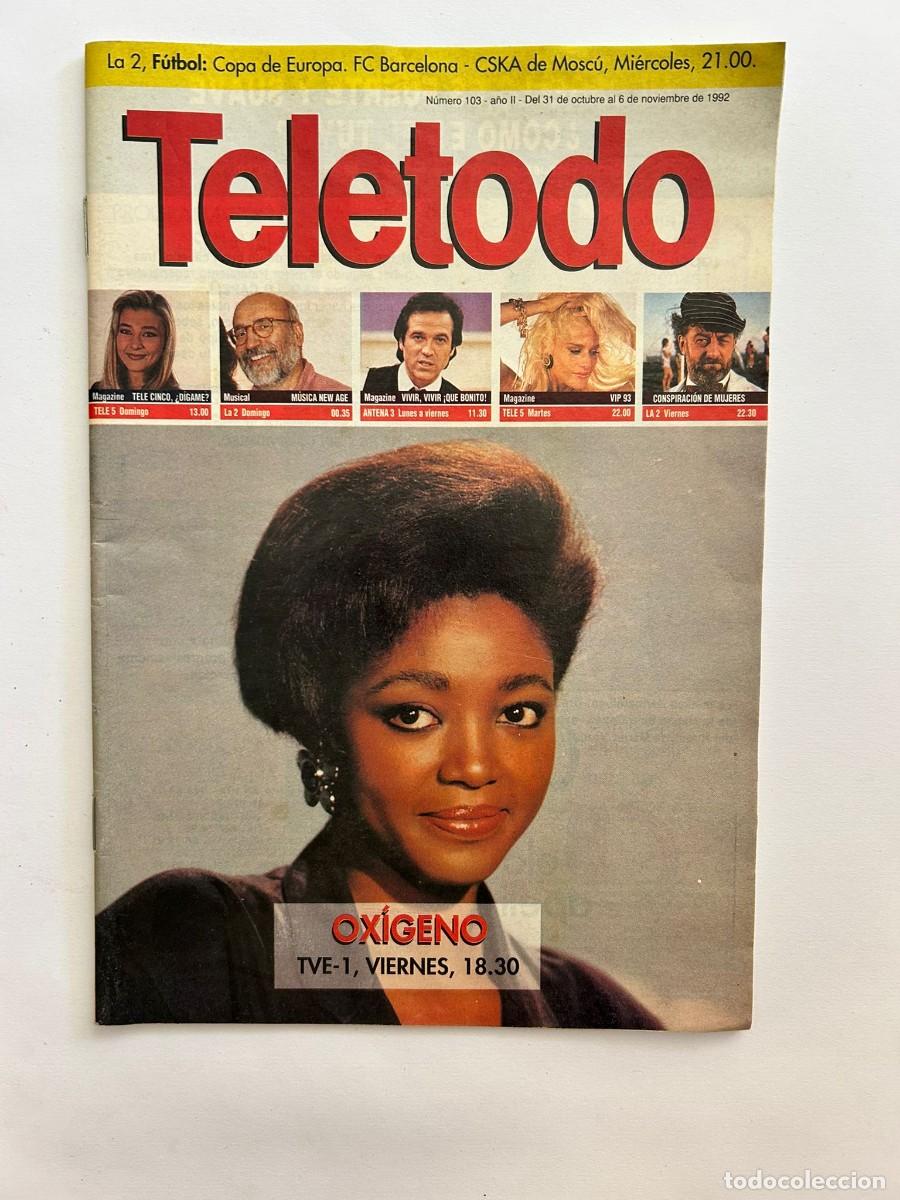 La 2, Fútbol: Copa de Europa. FC Barcelona - CSKA de Moscú, Miércoles, 21.00.
Número 103 - año II - Del 31 de octubre al 6 de noviembre de 1992
Teletodo
Magazine TELE CINCO, ¿DIGAME?
TELE 5 Domingo 13.00
Musical MÚSICA NEW AGE
La 2 Domingo 00.35
Magazine VIVIR, VIVIR ¡QUE BONITO!
ANTENA 3 Lunes a viernes 11.30
Magazine VIP 93
TELE 5 Martes 22.00
CONSPIRACIÓN DE MUJERES
LA 2 Viernes 22.30
OXÍGENO
TVE-1, VIERNES, 18.30
todocoleccion